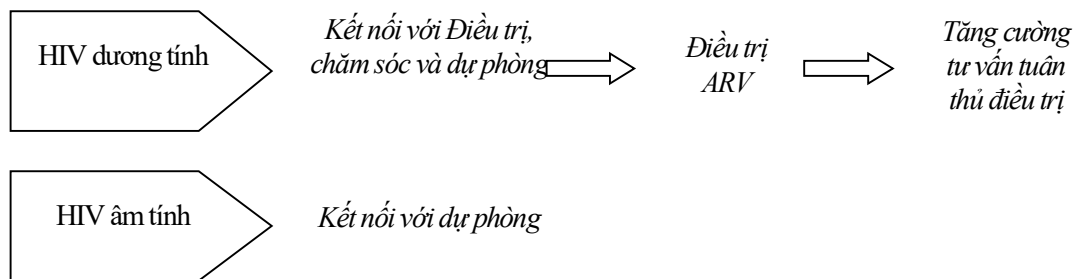 HIV dương tính
Kết nối với Điều trị,
chăm sóc và dự phòng
Điều trị
ARV
Tăng cường
tư vấn tuân
thủ điều trị
HIV âm tính
Kết nối với dự phòng